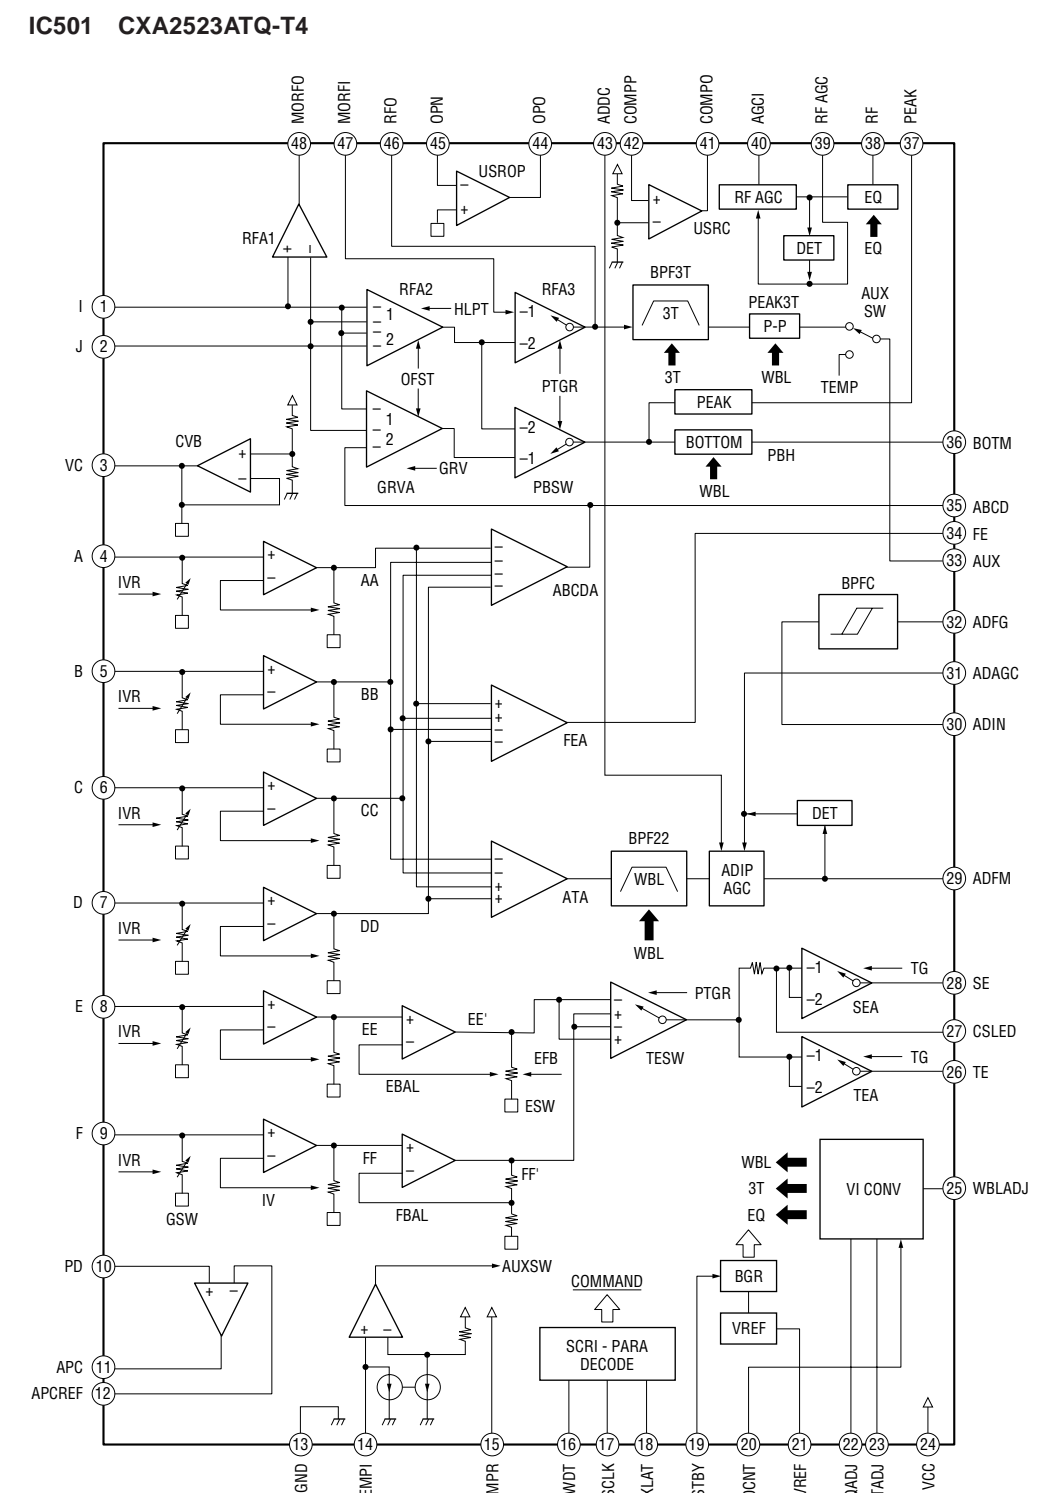 IC501 CXA2523ATQ-T4
MORFO
MORFI
RFO
OPN
OPO
ADDC
COMPP
COMPO
AGCI
RF AGC
RF
PEAK
48
47
46
45
44
43
42
41
40
39
38
37
USROP
−
+
+
−
USRC
RF AGC
EQ
DET
EQ
RFA1
+ −
I 1
J 2
RFA2
HLPT
− 1
−
− 2
−
OFST
RFA3
−1
−2
PTGR
BPF3T
3T
3T
PEAK3T
P-P
WBL
AUX
SW
TEMP
PEAK
− 1
− 2
−
GRV
GRVA
−2
−1
PBSW
BOTTOM
PBH
WBL
36 BOTM
35 ABCD
34 FE
33 AUX
CVB
+
−
VC 3
A 4
IVR
+
−
AA
−
−
−
−
ABCDA
BPFC
32 ADFG
31 ADAGC
30 ADIN
B 5
IVR
+
−
BB
+
+
−
−
FEA
C 6
IVR
+
−
CC
DET
BPF22
WBL
WBL
ADIP
AGC
29 ADFM
−
−
+
+
ATA
D 7
IVR
+
−
DD
E 8
IVR
+
−
EE
+
−
EBAL
EE'
EFB
ESW
−
+
−
+
PTGR
TESW
−1
−2
TG
SEA
28 SE
27 CSLED
−1
−2
TG
TEA
26 TE
F 9
IVR
GSW
+
−
IV
FF
+
−
FBAL
FF'
WBL
3T
EQ
VI CONV
25 WBLADJ
PD 10
+ −
APC 11
APCREF 12
AUXSW
+ −
COMMAND
SCRI - PARA
DECODE
BGR
VREF
13
14
15
16
17
18
19
20
21
22
23
24
GND
VCC